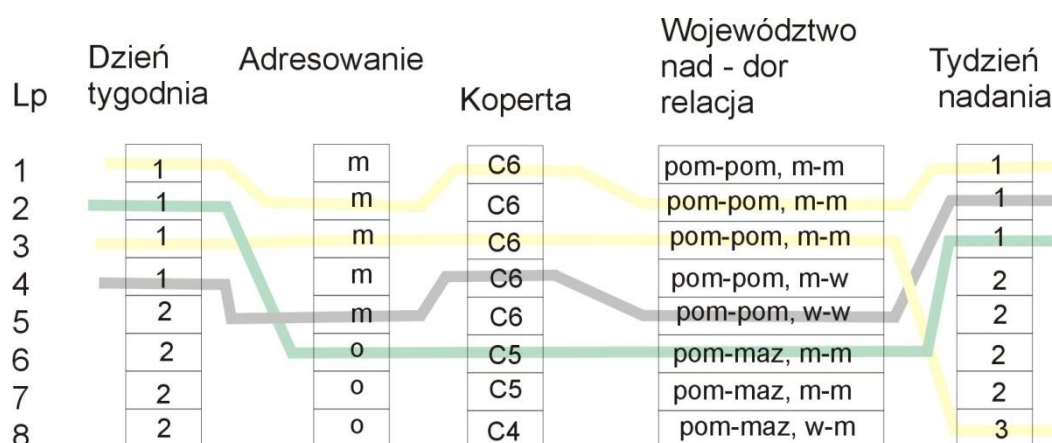 Lp Dzień tygodnia Adresowanie Koperta Województwo nad - dor relacja Tydzień nadania
1 1 m C6 pom-pom, m-m 1
2 1 m C6 pom-pom, m-m 1
3 1 m C6 pom-pom, m-m 1
4 1 m C6 pom-pom, m-w 2
5 2 m C6 pom-pom, w-w 2
6 2 o C5 pom-maz, m-m 2
7 2 o C5 pom-maz, m-m 2
8 2 o C4 pom-maz, w-m 3